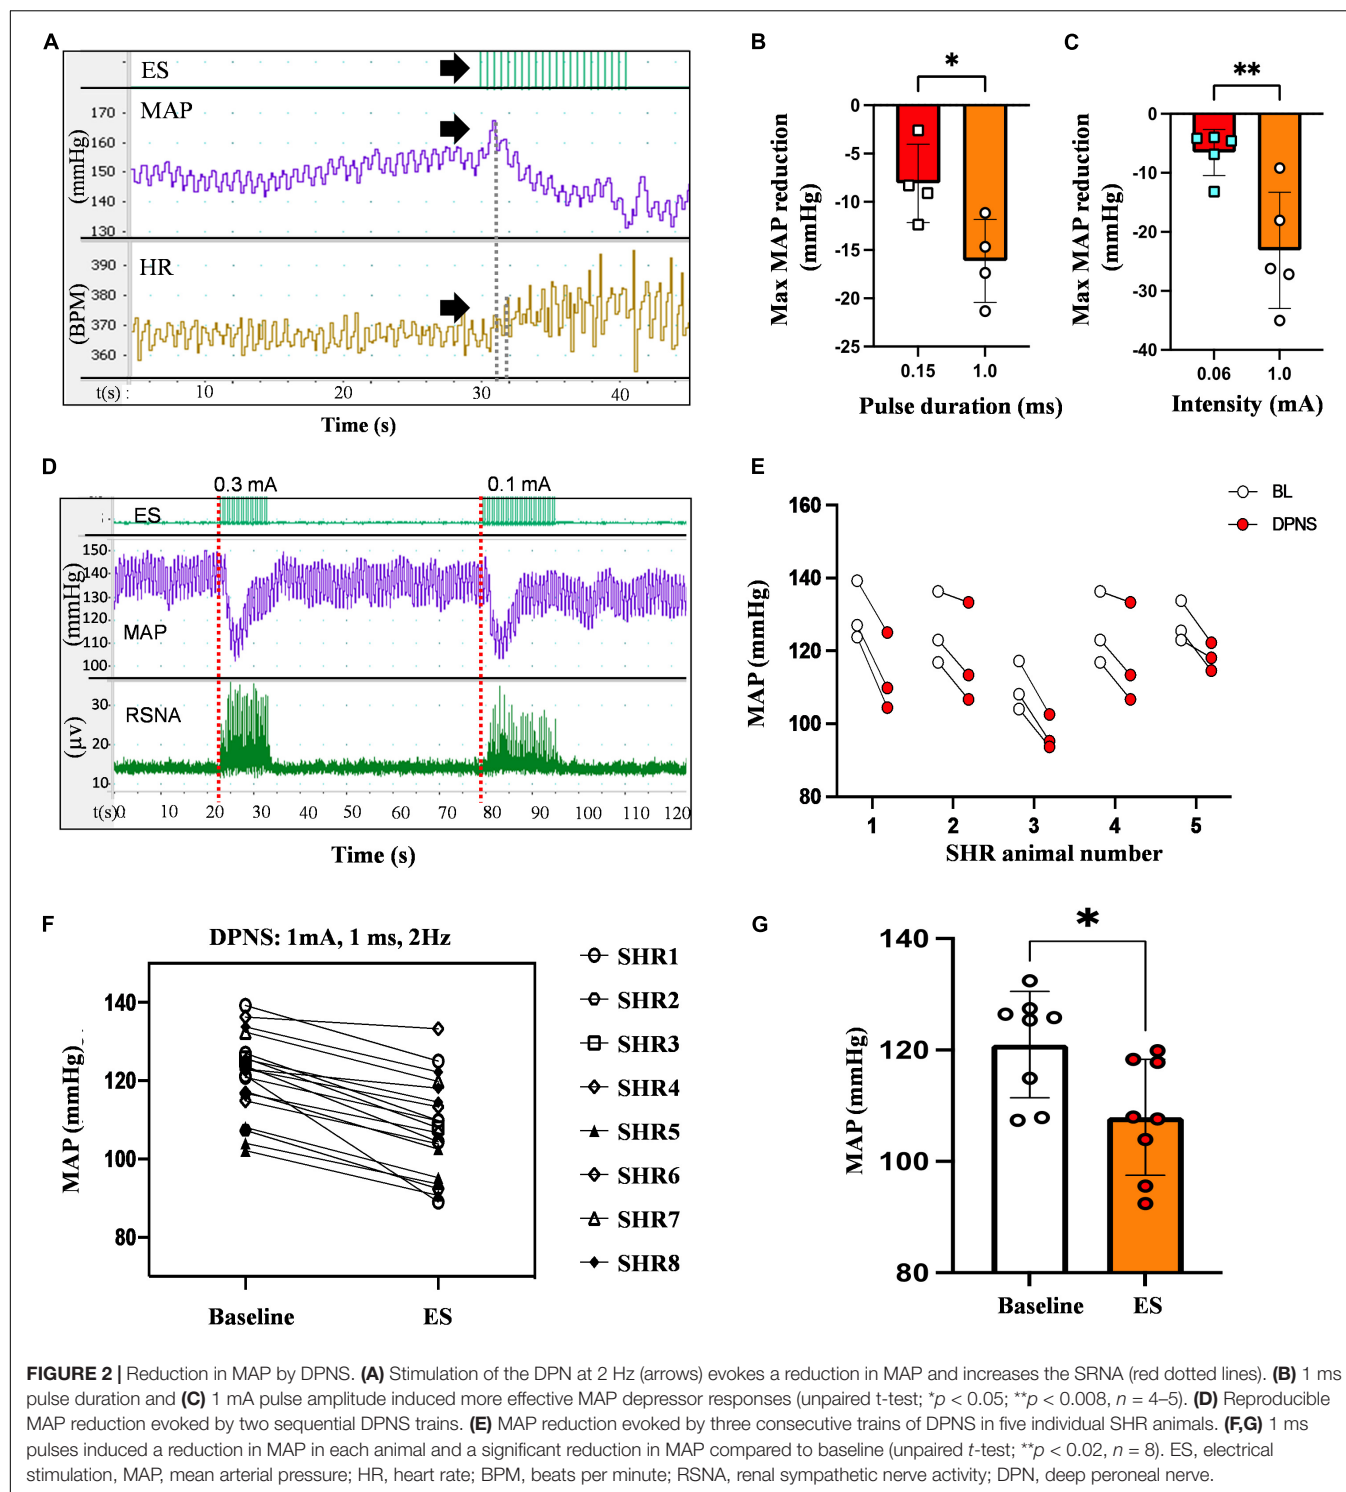 A
ES
MAP
170
160
150
140
130
(mmHg)
HR
390
380
370
360
(BPM)
t(s) :
10
20
30
40
Time (s)
B
*
0
-5
-10
-15
-20
-25
Max MAP reduction
(mmHg)
0.15
1.0
Pulse duration (ms)
C
**
0
-10
-20
-30
-40
Max MAP reduction
(mmHg)
0.06
1.0
Intensity (mA)
D
0.3 mA
0.1 mA
ES
150
140
130
120
110
100
(mmHg)
MAP
RSNA
30
20
10
(µv)
t(s)0
10
20
30
40
50
60
70
80
90
100
110
120
Time (s)
E
BL
DPNS
160
140
120
100
80
MAP (mmHg)
1
2
3
4
5
SHR animal number
F
DPNS: 1mA, 1 ms, 2Hz
140
120
100
80
MAP (mmHg)
Baseline
ES
SHR1
SHR2
SHR3
SHR4
SHR5
SHR6
SHR7
SHR8
G
*
140
120
100
80
MAP (mmHg)
Baseline
ES
FIGURE 2 | Reduction in MAP by DPNS. (A) Stimulation of the DPN at 2 Hz (arrows) evokes a reduction in MAP and increases the SRNA (red dotted lines). (B) 1 ms
pulse duration and (C) 1 mA pulse amplitude induced more effective MAP depressor responses (unpaired t-test; *p < 0.05; **p < 0.008, n = 4–5). (D) Reproducible
MAP reduction evoked by two sequential DPNS trains. (E) MAP reduction evoked by three consecutive trains of DPNS in five individual SHR animals. (F,G) 1 ms
pulses induced a reduction in MAP in each animal and a significant reduction in MAP compared to baseline (unpaired t-test; **p < 0.02, n = 8). ES, electrical
stimulation, MAP, mean arterial pressure; HR, heart rate; BPM, beats per minute; RSNA, renal sympathetic nerve activity; DPN, deep peroneal nerve.